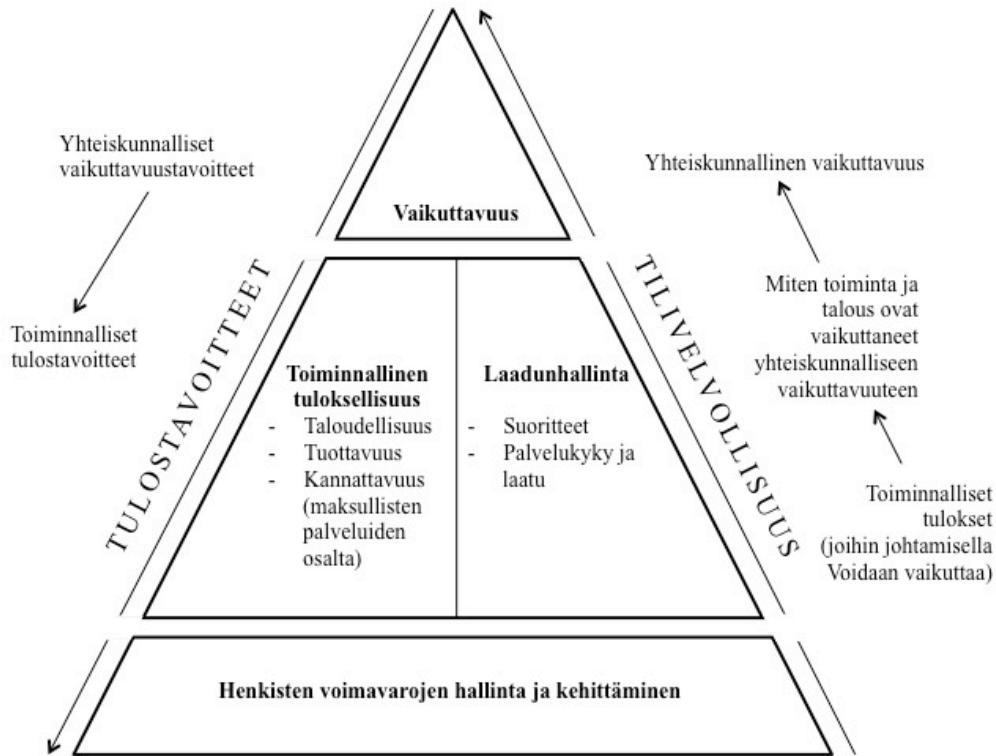 Yhteiskunnalliset
vaikuttavuustavoitteet
Toiminnalliset
tulostavoitteet
TULOSTAVOITTEET
Vaikuttavuus
Toiminnallinen
tuloksellisuus
- Taloudellisuus
- Tuottavuus
- Kannattavuus
(maksullisten
palveluiden
osalta)
Laadunhallinta
- Suoritteet
- Palvelukyky ja
laatu
Henkisten voimavarojen hallinta ja kehittäminen
TILIVELVOLLISUUS
Yhteiskunnallinen vaikuttavuus
Miten toiminta ja
talous ovat
vaikuttaneet
yhteiskunnalliseen
vaikuttavuuteen
Toiminnalliset
tulokset
(joihin johtamisella
Voidaan vaikuttaa)